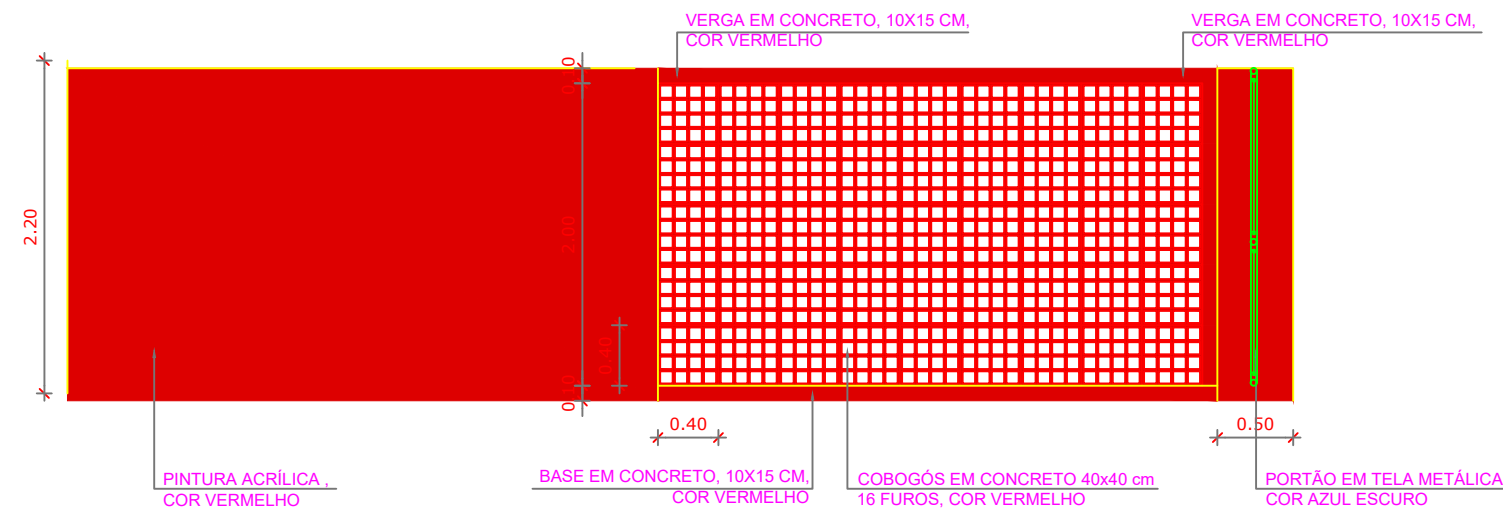 VERGA EM CONCRETO, 10X15 CM,
COR VERMELHO
VERGA EM CONCRETO, 10X15 CM,
COR VERMELHO
2.20
0.10
2.00
0.40
0.10
0.40
0.50
PINTURA ACRÍLICA ,
COR VERMELHO
BASE EM CONCRETO, 10X15 CM,
COR VERMELHO
COBOGÓS EM CONCRETO 40x40 cm
16 FUROS, COR VERMELHO
PORTÃO EM TELA METÁLICA
COR AZUL ESCURO